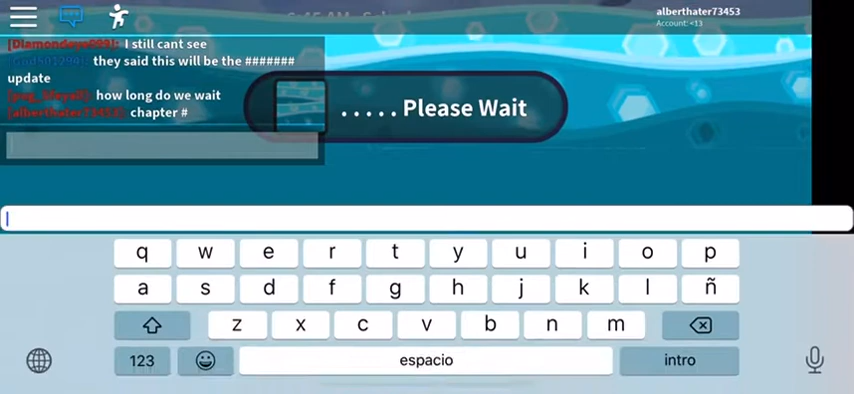 alberthater73453
Account: <13
I still cant see
they said this will be the #######
update
how long do we wait
[alberthater73453]: chapter #
. . . . . Please Wait
q w e r t y u i o p
a s d f g h j k l ñ
z x c v b n m
123 espacio intro